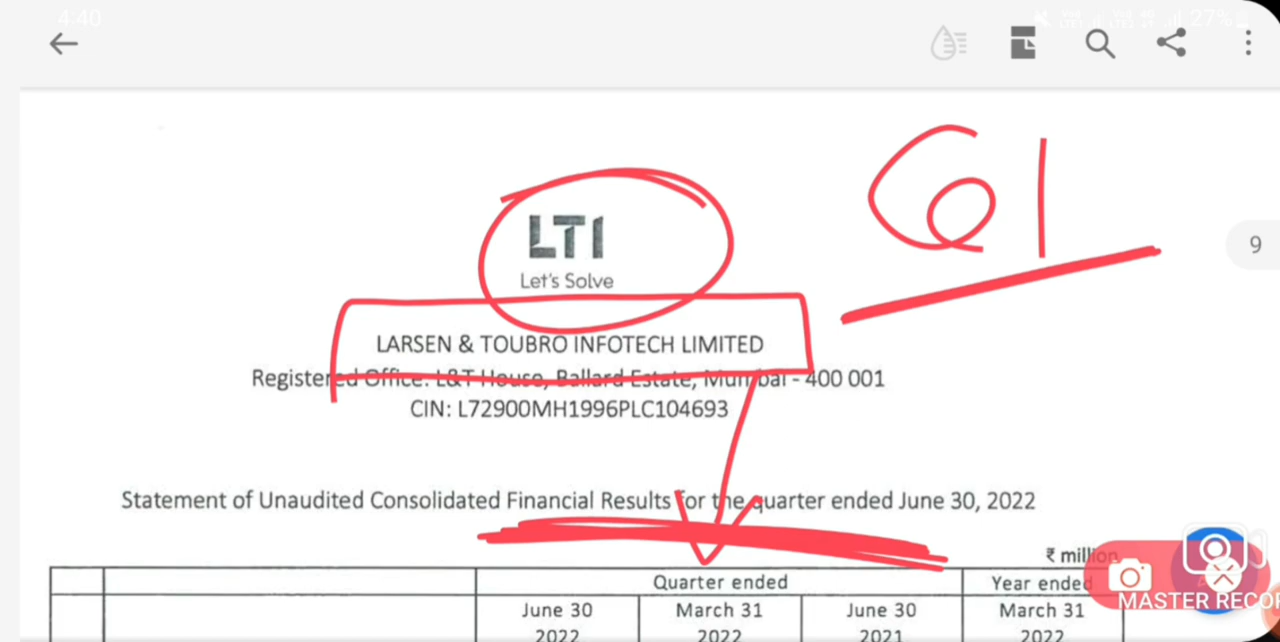 4:40
27%
61
9
LTI
Let's Solve
LARSEN & TOUBRO INFOTECH LIMITED
Registered Office: L&T House, Ballard Estate, Mumbai - 400 001
CIN: L72900MH1996PLC104693
Statement of Unaudited Consolidated Financial Results for the quarter ended June 30, 2022
₹ million
Quarter ended Year ended
June 30 March 31 June 30 March 31
2022 2022 2021 2022
MASTER RECOR